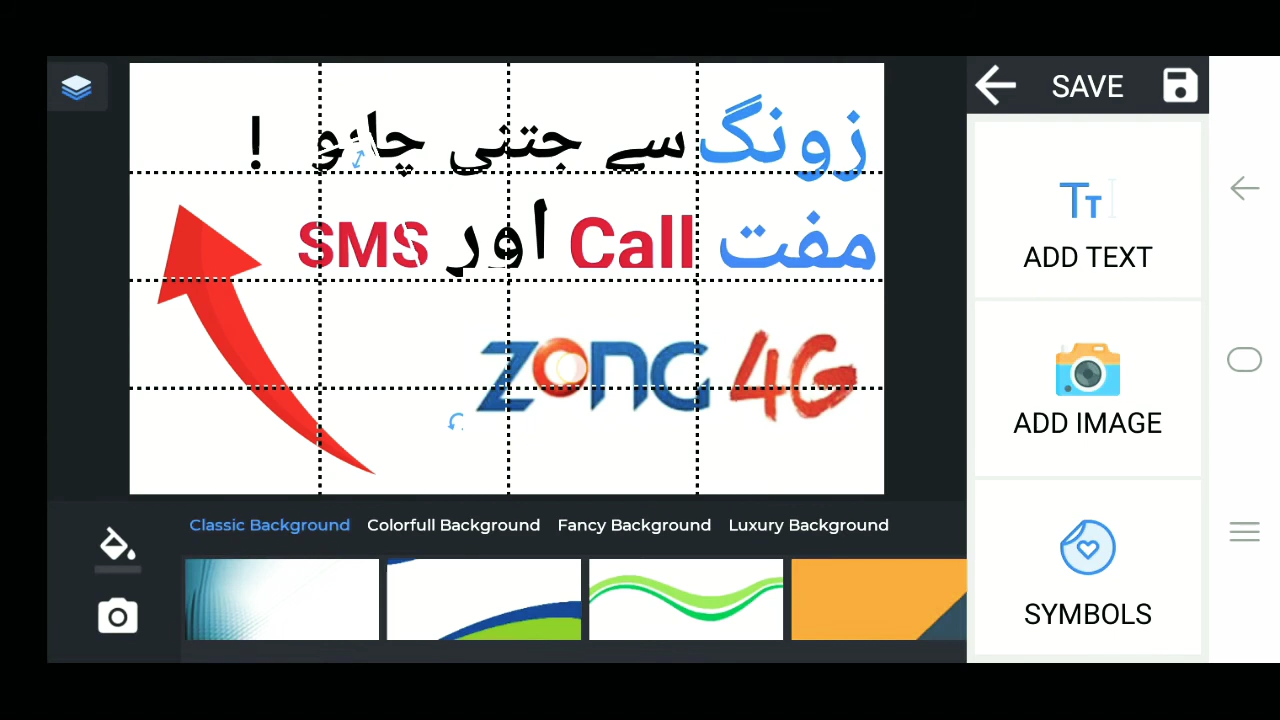 SAVE
زونگ سے جتنی چاہو !
مفت Call اور SMS
ZONG 4G
ADD TEXT
ADD IMAGE
SYMBOLS
Classic Background Colorfull Background Fancy Background Luxury Background